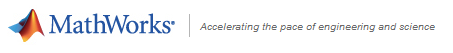 MathWorks® Accelerating the pace of engineering and science